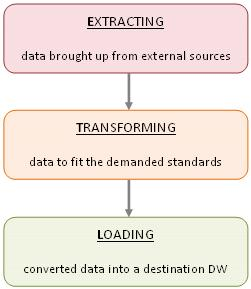 EXTRACTING
data brought up from external sources
TRANSFORMING
data to fit the demanded standards
LOADING
converted data into a destination DW